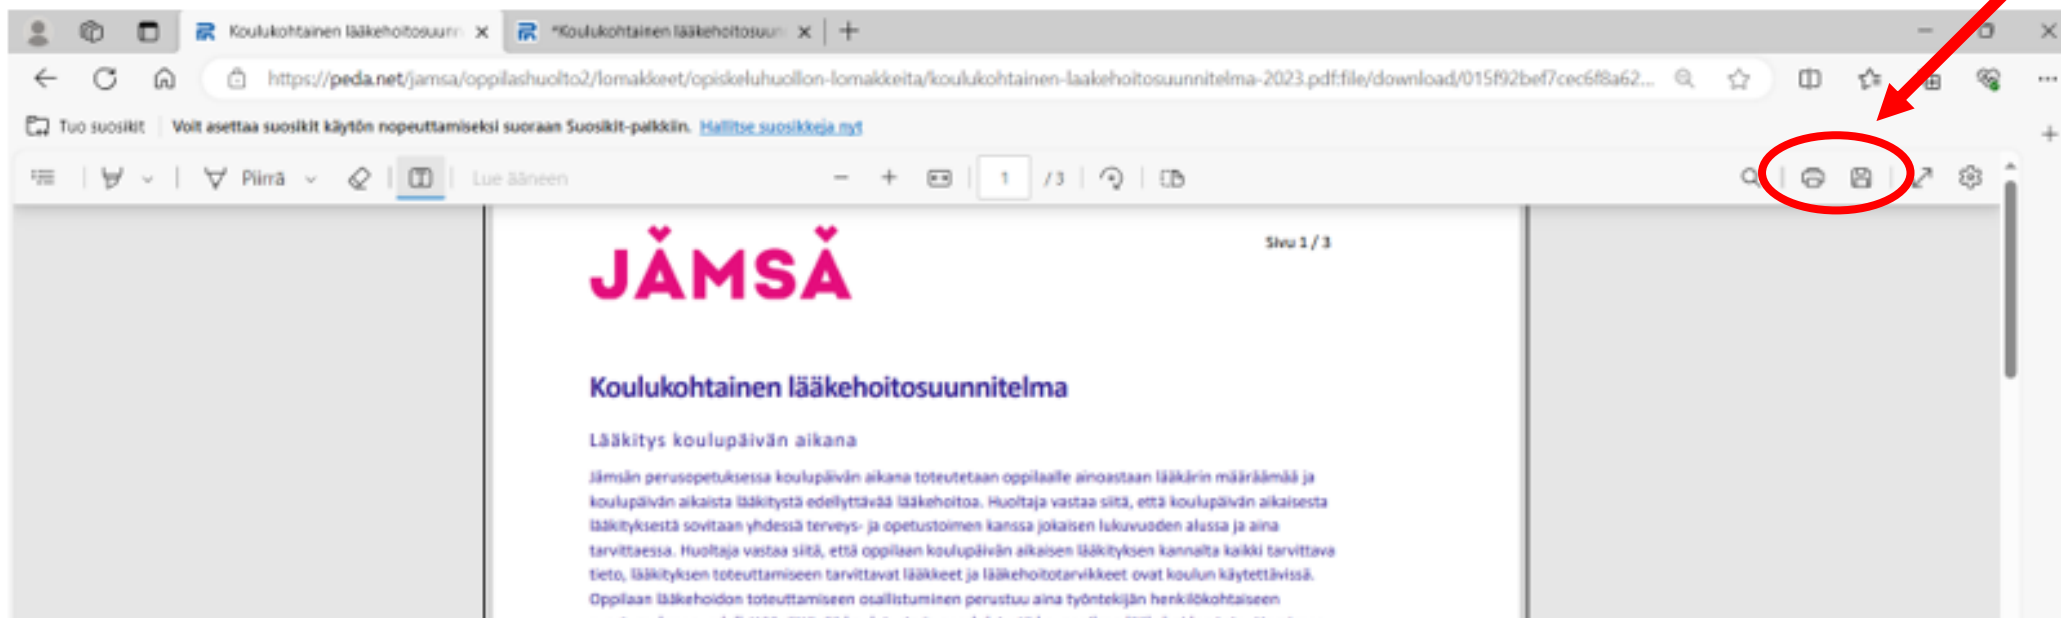 Koulukohtainen lääkehoitosuunn
*Koulukohtainen lääkehoitosuun
https://peda.net/jamsa/oppilashuolto2/lomakkeet/opiskeluhuollon-lomakkeita/koulukohtainen-laakehoitosuunnitelma-2023.pdf:file/download/015f92bef7cec6f8a62...
Tuo suosikit Voit asettaa suosikit käytön nopeuttamiseksi suoraan Suosikit-palkkiin. Hallitse suosikkeja nyt
Piirrä Lue ääneen 1 /3
JÄMSÄ
Sivu 1 / 3
Koulukohtainen lääkehoitosuunnitelma
Lääkitys koulupäivän aikana
Jämsän perusopetuksessa koulupäivän aikana toteutetaan oppilaalle ainoastaan lääkärin määräämää ja
koulupäivän aikaista lääkitystä edellyttävää lääkehoitoa. Huoltaja vastaa siitä, että koulupäivän aikaisesta
lääkityksestä sovitaan yhdessä terveys- ja opetustoimen kanssa jokaisen lukuvuoden alussa ja aina
tarvittaessa. Huoltaja vastaa siitä, että oppilaan koulupäivän aikaisen lääkityksen kannalta kaikki tarvittava
tieto, lääkityksen toteuttamiseen tarvittavat lääkkeet ja lääkehoitotarvikkeet ovat koulun käytettävissä.
Oppilaan lääkehoidon toteuttamiseen osallistuminen perustuu aina työntekijän henkilökohtaiseen